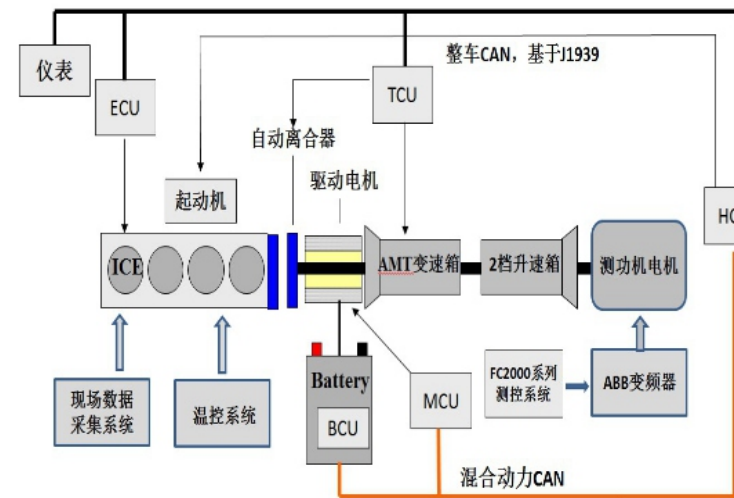 整车CAN，基于J1939
仪表
ECU
TCU
自动离合器
起动机
驱动电机
ICE
AMT变速箱
2档升速箱
测功机电机
现场数据
采集系统
温控系统
Battery
BCU
MCU
FC2000系列
测控系统
ABB变频器
混合动力CAN